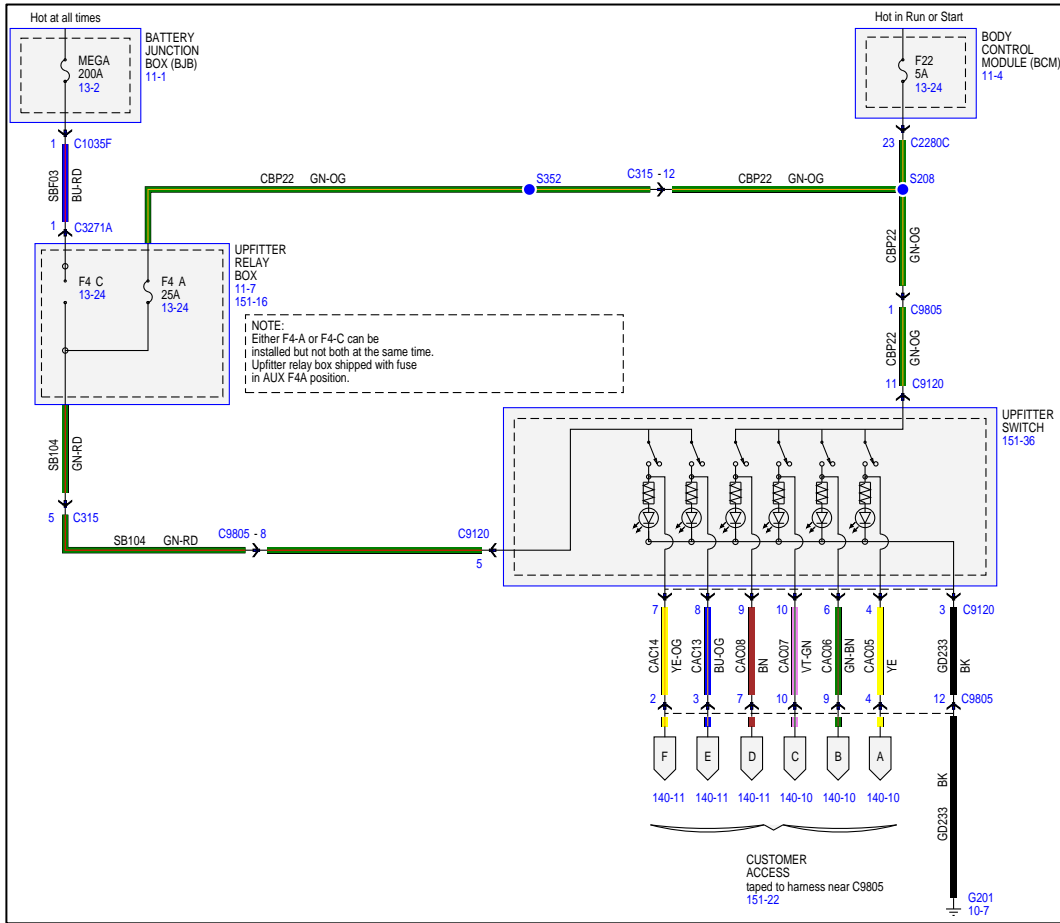 Hot at all times
Hot in Run or Start
BATTERY
JUNCTION
BOX (BJB)
11-1
MEGA
200A
13-2
BODY
CONTROL
MODULE (BCM)
11-4
F22
5A
13-24
1 C1035F
23 C2280C
SBF03
BU-RD
CBP22 GN-OG
S352
C315 - 12
CBP22 GN-OG
S208
1 C3271A
UPFITTER
RELAY
BOX
11-7
151-16
F4 C
13-24
F4 A
25A
13-24
CBP22
GN-OG
1 C9805
NOTE:
Either F4-A or F4-C can be
installed but not both at the same time.
Upfitter relay box shipped with fuse
in AUX F4A position.
CBP22
GN-OG
11 C9120
UPFITTER
SWITCH
151-36
SB104
GN-RD
5 C315
SB104 GN-RD
C9805 - 8
C9120
5
7 8 9 10 6 4 3 C9120
CAC14
YE-OG
CAC13
BU-OG
CAC08
BN
CAC07
VT-GN
CAC06
GN-BN
CAC05
YE
GD233
BK
2 3 7 10 9 4 12 C9805
F E D C B A
140-11 140-11 140-11 140-10 140-10 140-10
BK
GD233
CUSTOMER
ACCESS
taped to harness near C9805
151-22
G201
10-7